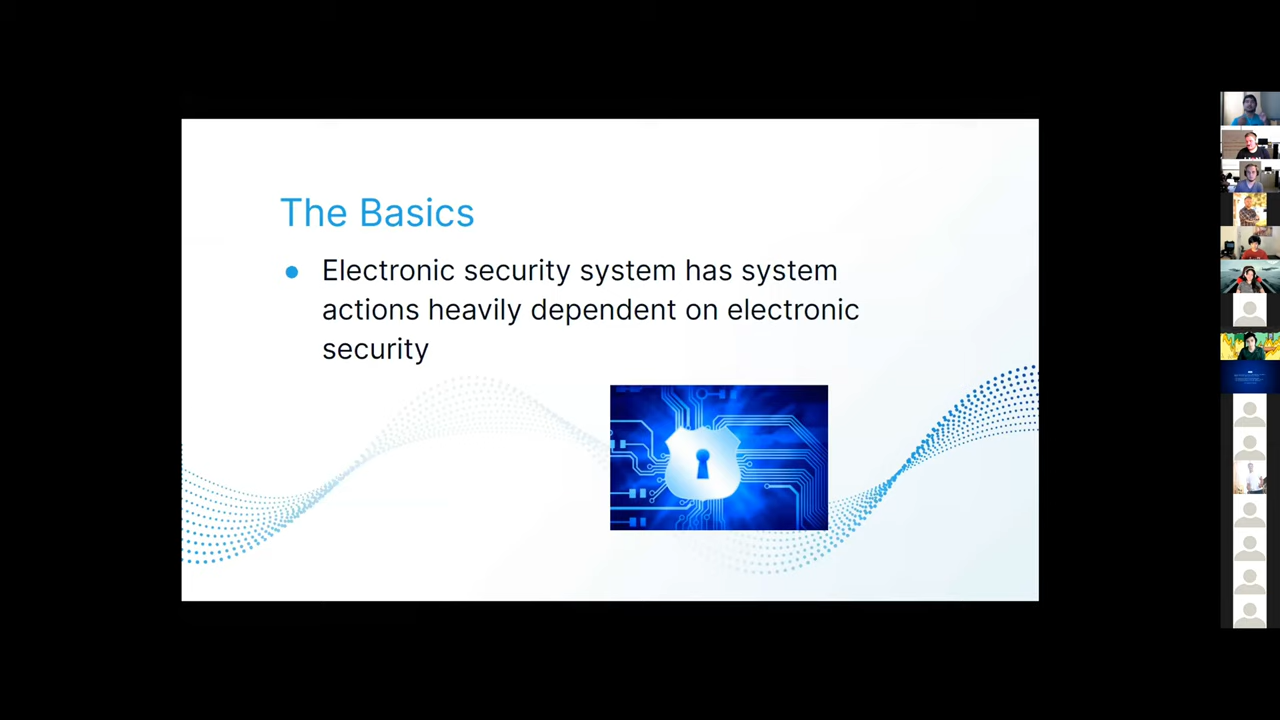 The Basics
Electronic security system has system
actions heavily dependent on electronic
security